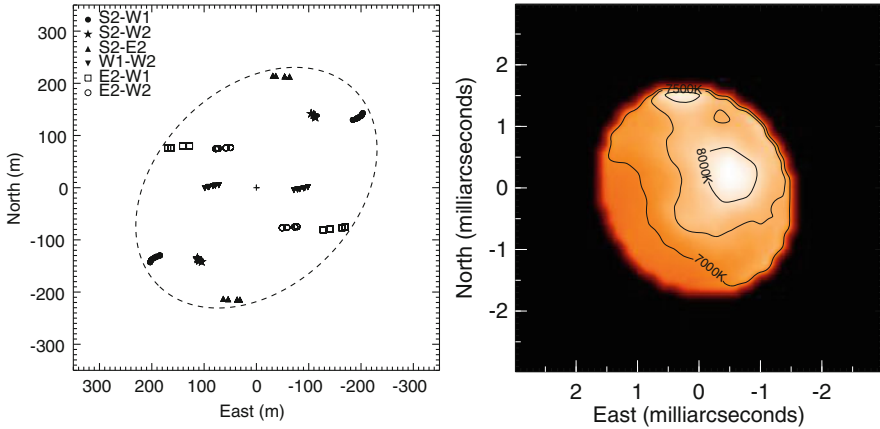 300
200
100
0
-100
-200
-300
North (m)
S2-W1
S2-W2
S2-E2
W1-W2
E2-W1
E2-W2
300 200 100 0 -100 -200 -300
East (m)
2
1
0
-1
-2
North (milliarcseconds)
7500K
8000K
7000K
2 1 0 -1 -2
East (milliarcseconds)